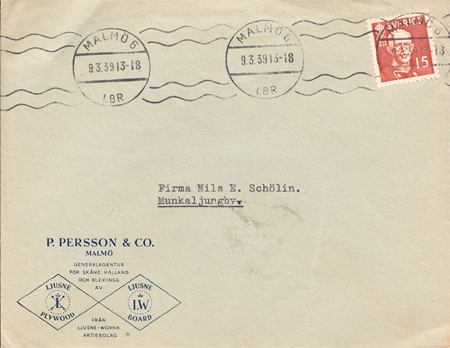 MALMÖ 6
9.3.39 13-18
LBR
MALMÖ 6
9.3.39 13-18
LBR
SVERIGE
15
Firma Nils E. Schölin.
Munkaljungby.
P. PERSSON & CO.
MALMÖ
GENERALAGENTUR
FÖR SKÅNE, HALLAND
OCH BLEKINGE
AV
LJUSNE
L
PLYWOOD
LJUSNE
LW
BOARD
FRÅN
LJUSNE-WOXNA
AKTIEBOLAG